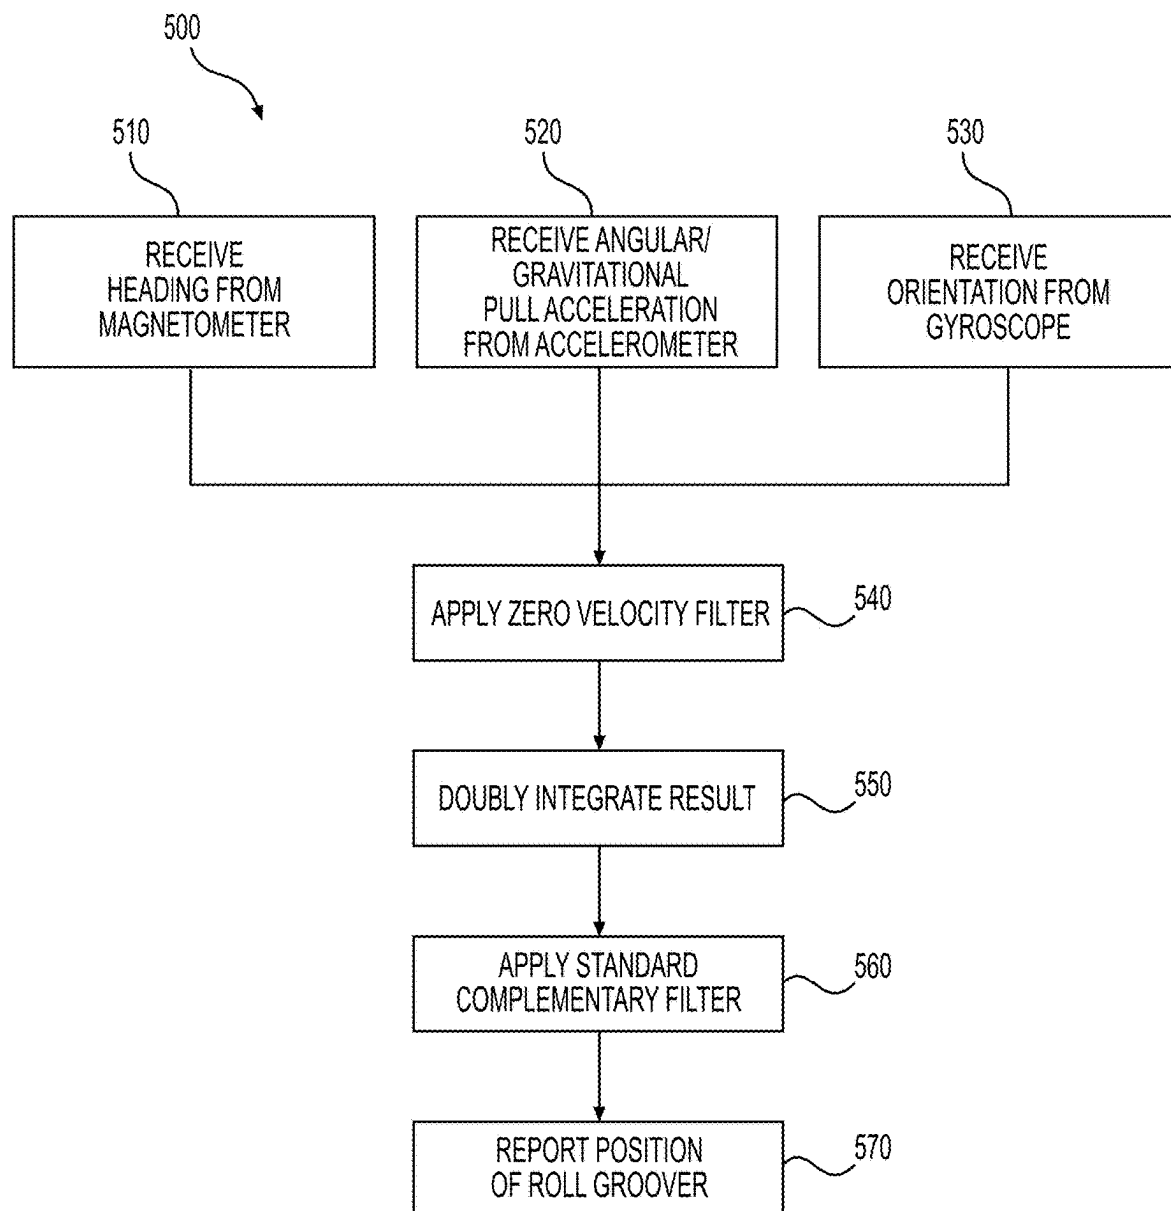 500
510
520
530
RECEIVE
HEADING FROM
MAGNETOMETER
RECEIVE ANGULAR/
GRAVITATIONAL
PULL ACCELERATION
FROM ACCELEROMETER
RECEIVE
ORIENTATION FROM
GYROSCOPE
APPLY ZERO VELOCITY FILTER
540
DOUBLY INTEGRATE RESULT
550
APPLY STANDARD
COMPLEMENTARY FILTER
560
REPORT POSITION
OF ROLL GROOVER
570